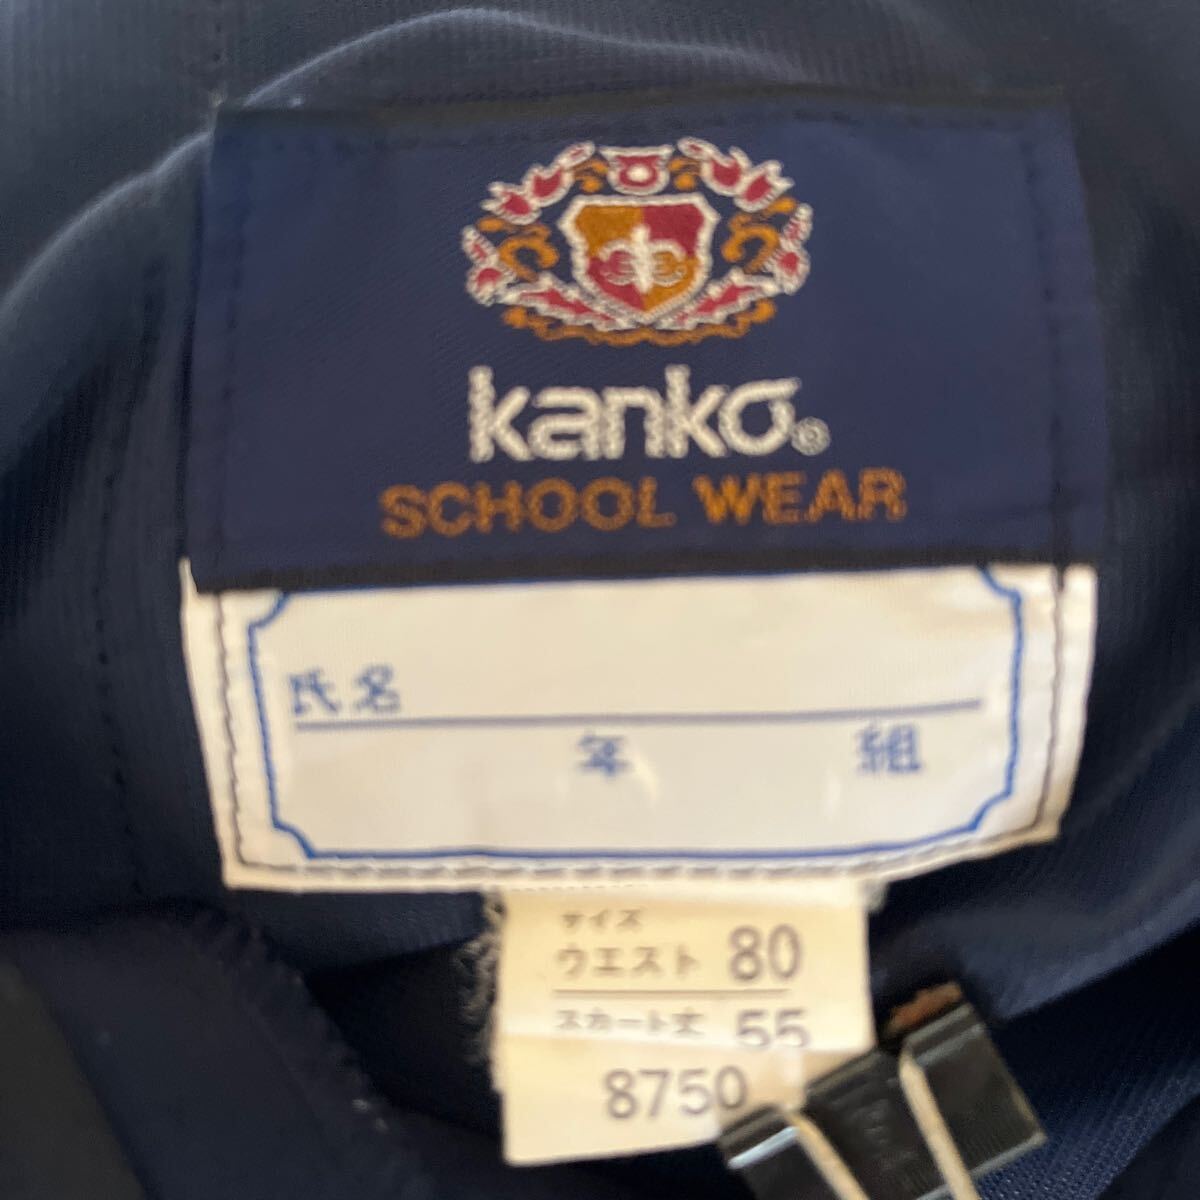 kanko®
SCHOOL WEAR
氏名
年 組
サイズ
ウエスト 80
スカート丈 55
8750